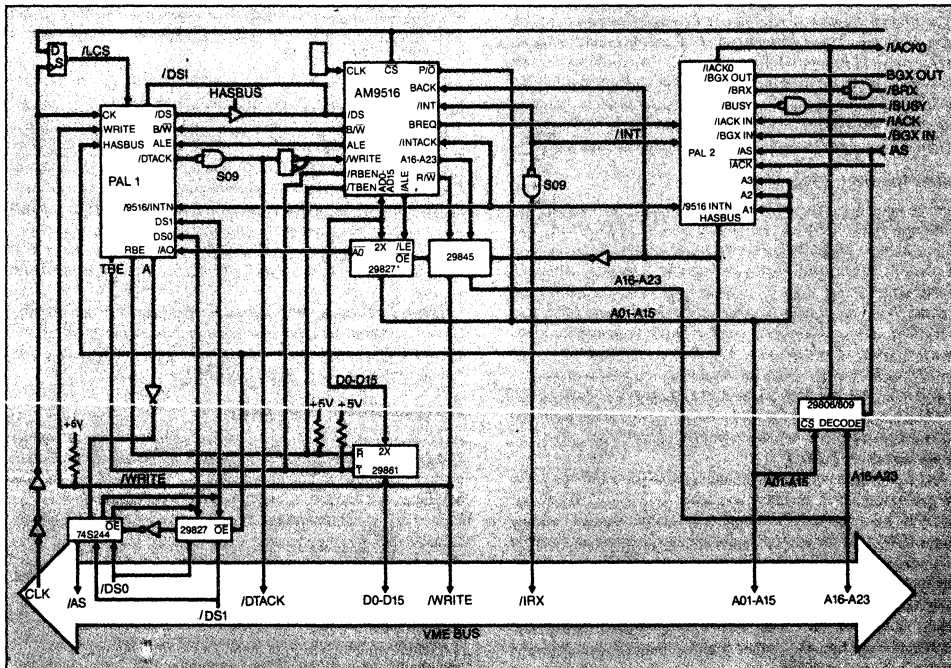 D
S
/LCS
/DSI
HASBUS
CK
WRITE
HASBUS
/DS
B/W
ALE
/DTACK
PAL 1
/9516/INTN
DS1
DS0
/AO
RBE
TBE
A
S09
CLK
CS
P/D
AM9516
BACK
/INT
BREQ
/INTACK
A16-A23
R/W
/DS
B/W
ALE
/WRITE
/RBEN
/TBEN
AD0-
AD15
/ALE
/INT
S09
/IACK0
/BGX OUT
/BRX
/BUSY
/IACK IN
/BGX IN
/AS
IACK
A3
A2
A1
PAL 2
/9516 INTN
HASBUS
/IACK0
BGX OUT
/BRX
/BUSY
/IACK
/BGX IN
/AS
A0
2X
/LE
OE
29827
29845
A16-A23
A01-A15
D0-D15
+5V
+5V
+5V
R
2X
T
29861
29806/809
CS DECODE
A01-A15
A16-A23
/WRITE
OE
74S244
29827
OE
CLK
/AS
/DS0
/DS1
/DTACK
D0-D15
/WRITE
/IRX
A01-A15
A16-A23
VME BUS